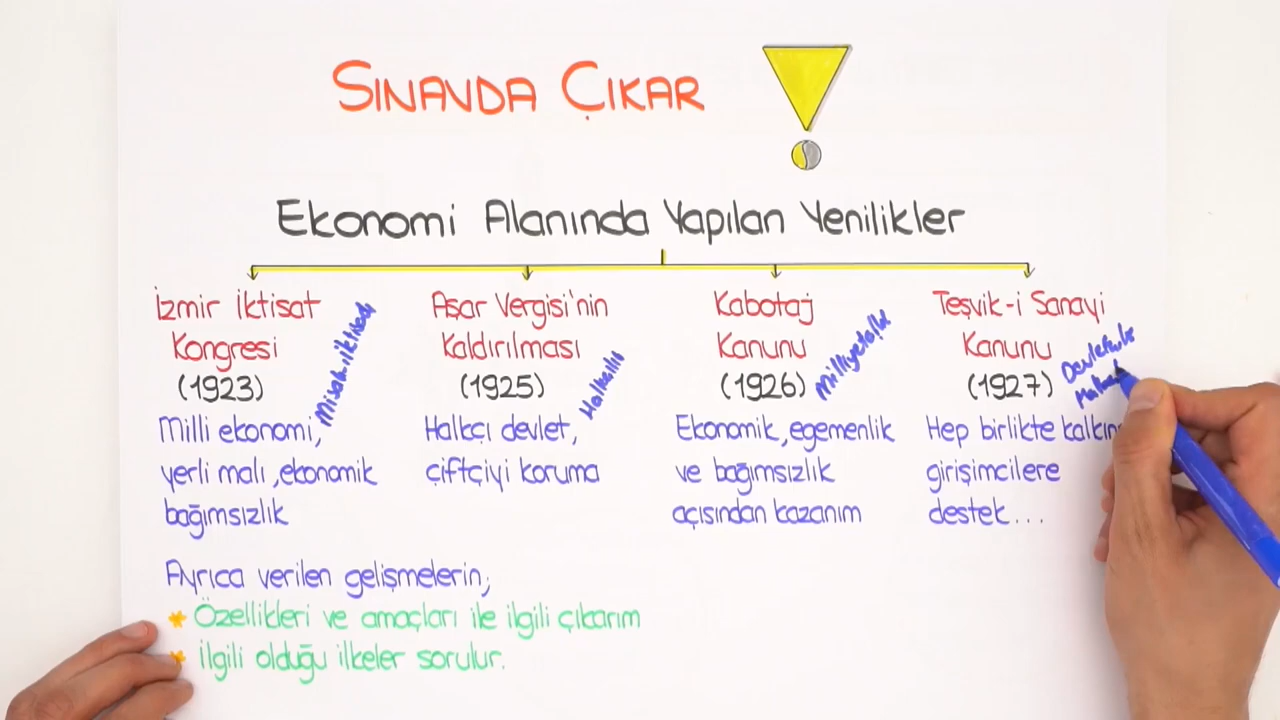 SINAVDA ÇIKAR
Ekonomi Alanında Yapılan Yenilikler
İzmir İktisat
Kongresi
(1923)
Misak-ı iktisadi
Milli ekonomi,
yerli malı, ekonomik
bağımsızlık
Aşar Vergisi'nin
Kaldırılması
(1925)
Halkçılık
Halkçı devlet,
çiftçiyi koruma
Kabotaj
Kanunu
(1926)
Milliyetçilik
Ekonomik, egemenlik
ve bağımsızlık
açısından kazanım
Teşvik-i Sanayi
Kanunu
(1927)
Hep birlikte
girişimcilere
destek...
Ayrıca verilen gelişmelerin;
* Özellikleri ve amaçları ile ilgili çıkarım
* İlgili olduğu ilkeler sorulur.